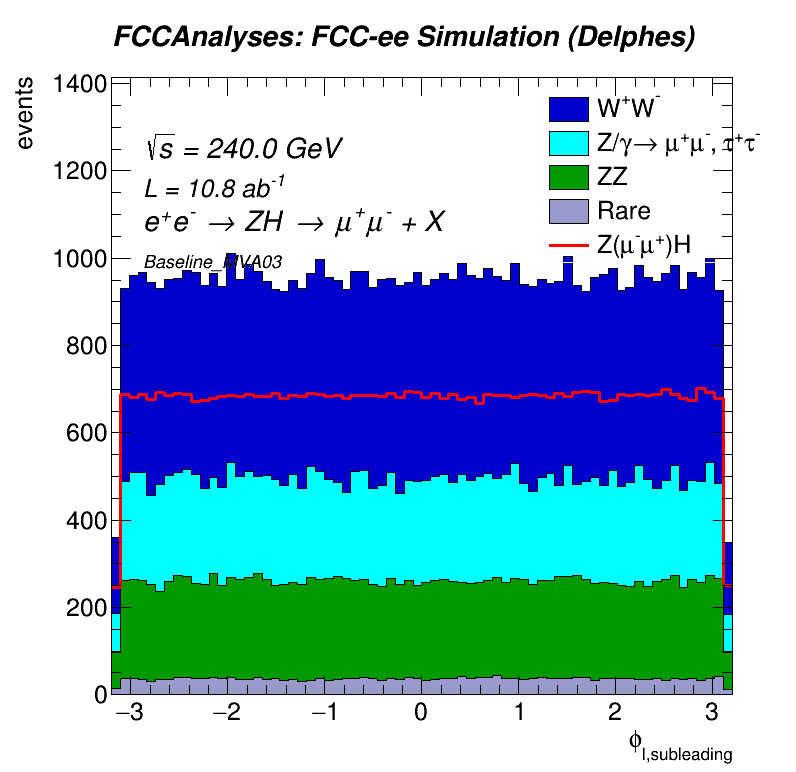 FCCAnalyses: FCC-ee Simulation (Delphes)
events
1400
1200
1000
800
600
400
200
0
√s = 240.0 GeV
L = 10.8 ab⁻¹
e⁺e⁻ → ZH → μ⁺μ⁻ + X
Baseline_MVA03
W⁺W⁻
Z/γ→ μ⁺μ⁻, τ⁺τ⁻
ZZ
Rare
Z(μ⁻μ⁺)H
−3 −2 −1 0 1 2 3
ϕl,subleading